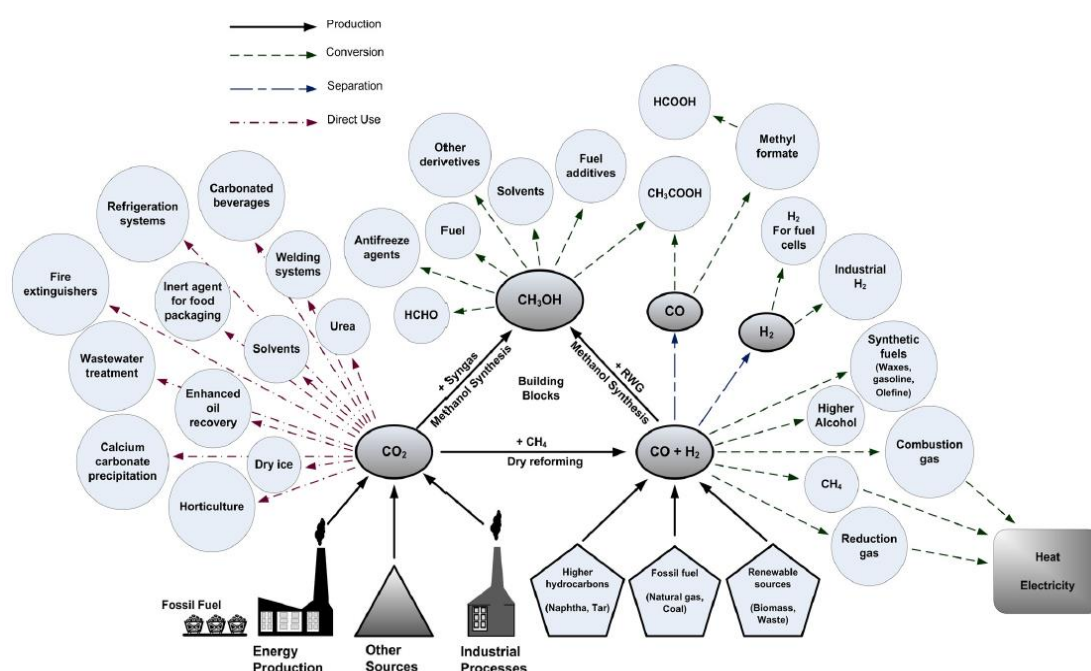 Production
Conversion
Separation
Direct Use
HCOOH
Methyl
formate
Other
derivetives
Fuel
additives
Solvents
CH₃COOH
Carbonated
beverages
Refrigeration
systems
Fuel
H₂
For fuel
cells
Antifreeze
agents
Welding
systems
Industrial
H₂
Fire
extinguishers
Inert agent
for food
packaging
CH₃OH
CO
HCHO
Urea
H₂
Wastewater
treatment
Solvents
Synthetic
fuels
(Waxes,
gasoline,
Olefine)
+ Syngas
Methanol Synthesis
+ RWG
Methanol Synthesis
Building
Blocks
Enhanced
oil
recovery
Higher
Alcohol
Calcium
carbonate
precipitation
Dry ice
CO₂
+ CH₄
Dry reforming
CO + H₂
Combustion
gas
CH₄
Horticulture
Reduction
gas
Higher
hydrocarbons
(Naphtha, Tar)
Fossil fuel
(Natural gas,
Coal)
Renewable
sources
(Biomass,
Waste)
Heat
Electricity
Fossil Fuel
Energy
Production
Other
Sources
Industrial
Processes